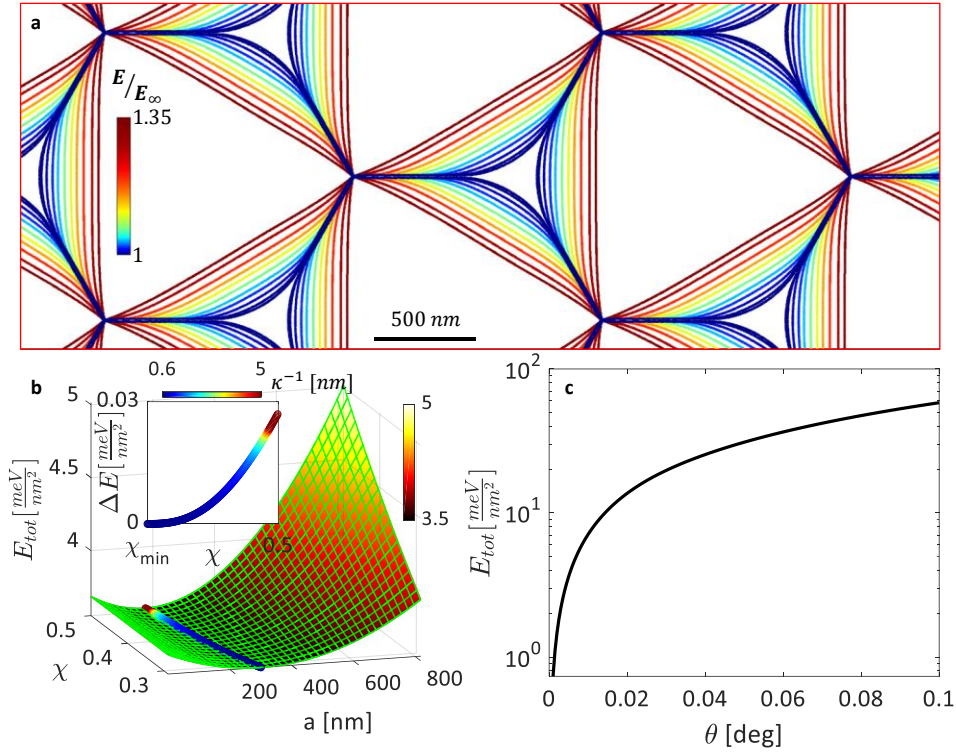 a
E/E∞
1.35
1
500 nm
b
0.6
5
κ⁻¹ [nm]
5
4.5
4
E_tot [meV/nm²]
0.03
0
ΔE [meV/nm²]
χ_min
χ
0.5
5
3.5
0.5
0.4
0.3
χ
200
400
600
800
a [nm]
c
10²
10¹
10⁰
E_tot [meV/nm²]
0
0.02
0.04
0.06
0.08
0.1
θ [deg]